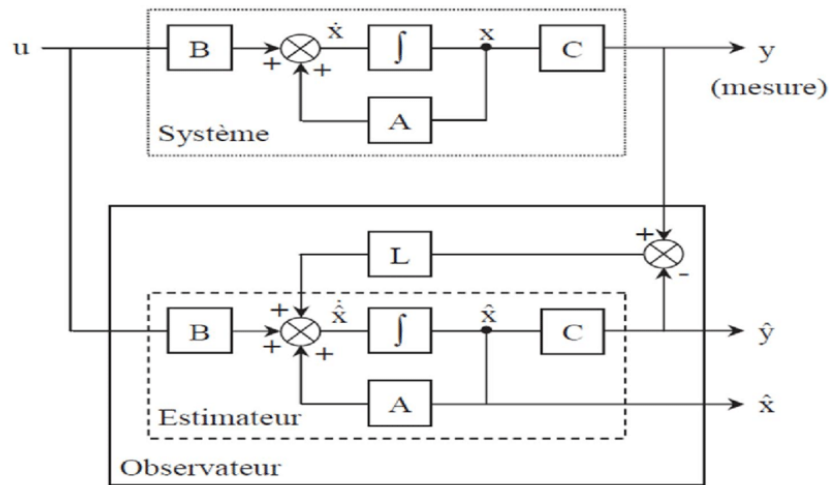 u
B
+
+
ẋ
∫
x
C
y
(mesure)
A
Système
+
-
L
+
B
+
+
x̂̇
∫
x̂
C
ŷ
A
x̂
Estimateur
Observateur